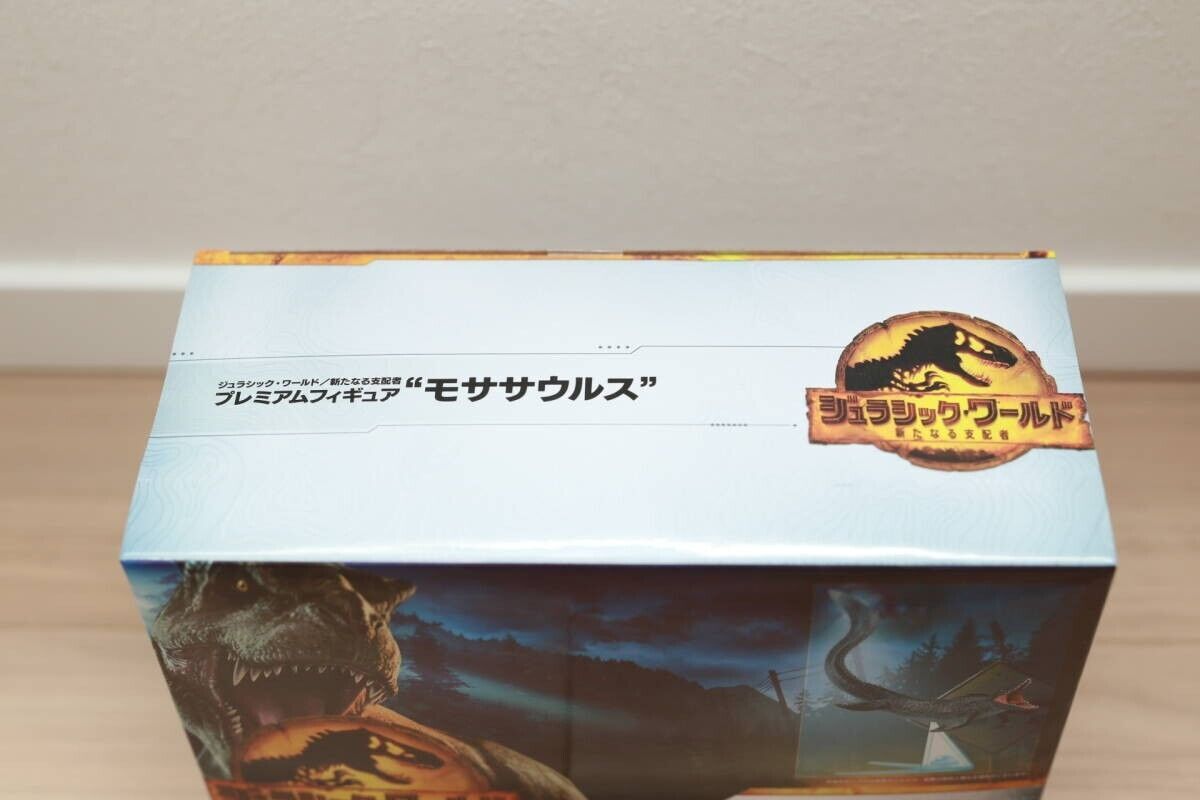 ジュラシック・ワールド／新たなる支配者
プレミアムフィギュア “モササウルス”
ジュラシック・ワールド
新たなる支配者